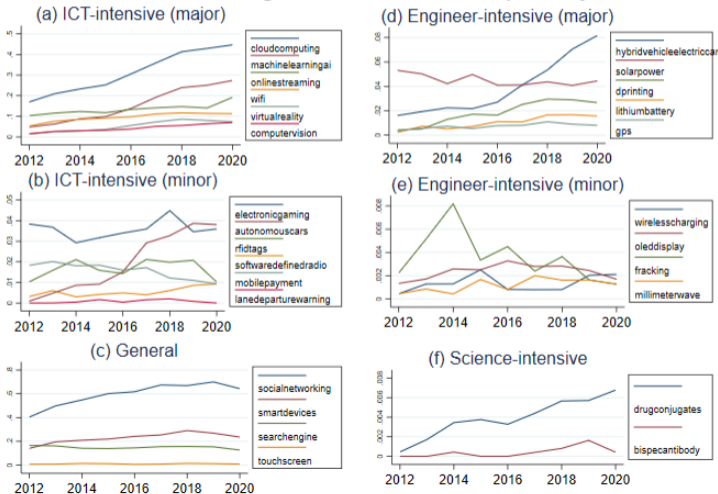 (a) ICT-intensive (major)
.5
.4
.3
.2
.1
0
2012 2014 2016 2018 2020
cloudcomputing
machinelearningai
onlinestreaming
wifi
virtualreality
computervision
(d) Engineer-intensive (major)
.08
.06
.04
.02
0
2012 2014 2016 2018 2020
hybridvehicleelectriccar
solarpower
dprinting
lithiumbattery
gps
(b) ICT-intensive (minor)
.05
.04
.03
.02
.01
0
2012 2014 2016 2018 2020
electronicgaming
autonomouscars
rfidtags
softwaredefinedradio
mobilepayment
lanedeparturewarning
(e) Engineer-intensive (minor)
.008
.006
.004
.002
0
2012 2014 2016 2018 2020
wirelesscharging
oleddisplay
fracking
millimeterwave
(c) General
.8
.6
.4
.2
0
2012 2014 2016 2018 2020
socialnetworking
smartdevices
searchengine
touchscreen
(f) Science-intensive
.008
.006
.004
.002
0
2012 2014 2016 2018 2020
drugconjugates
bispecantibody